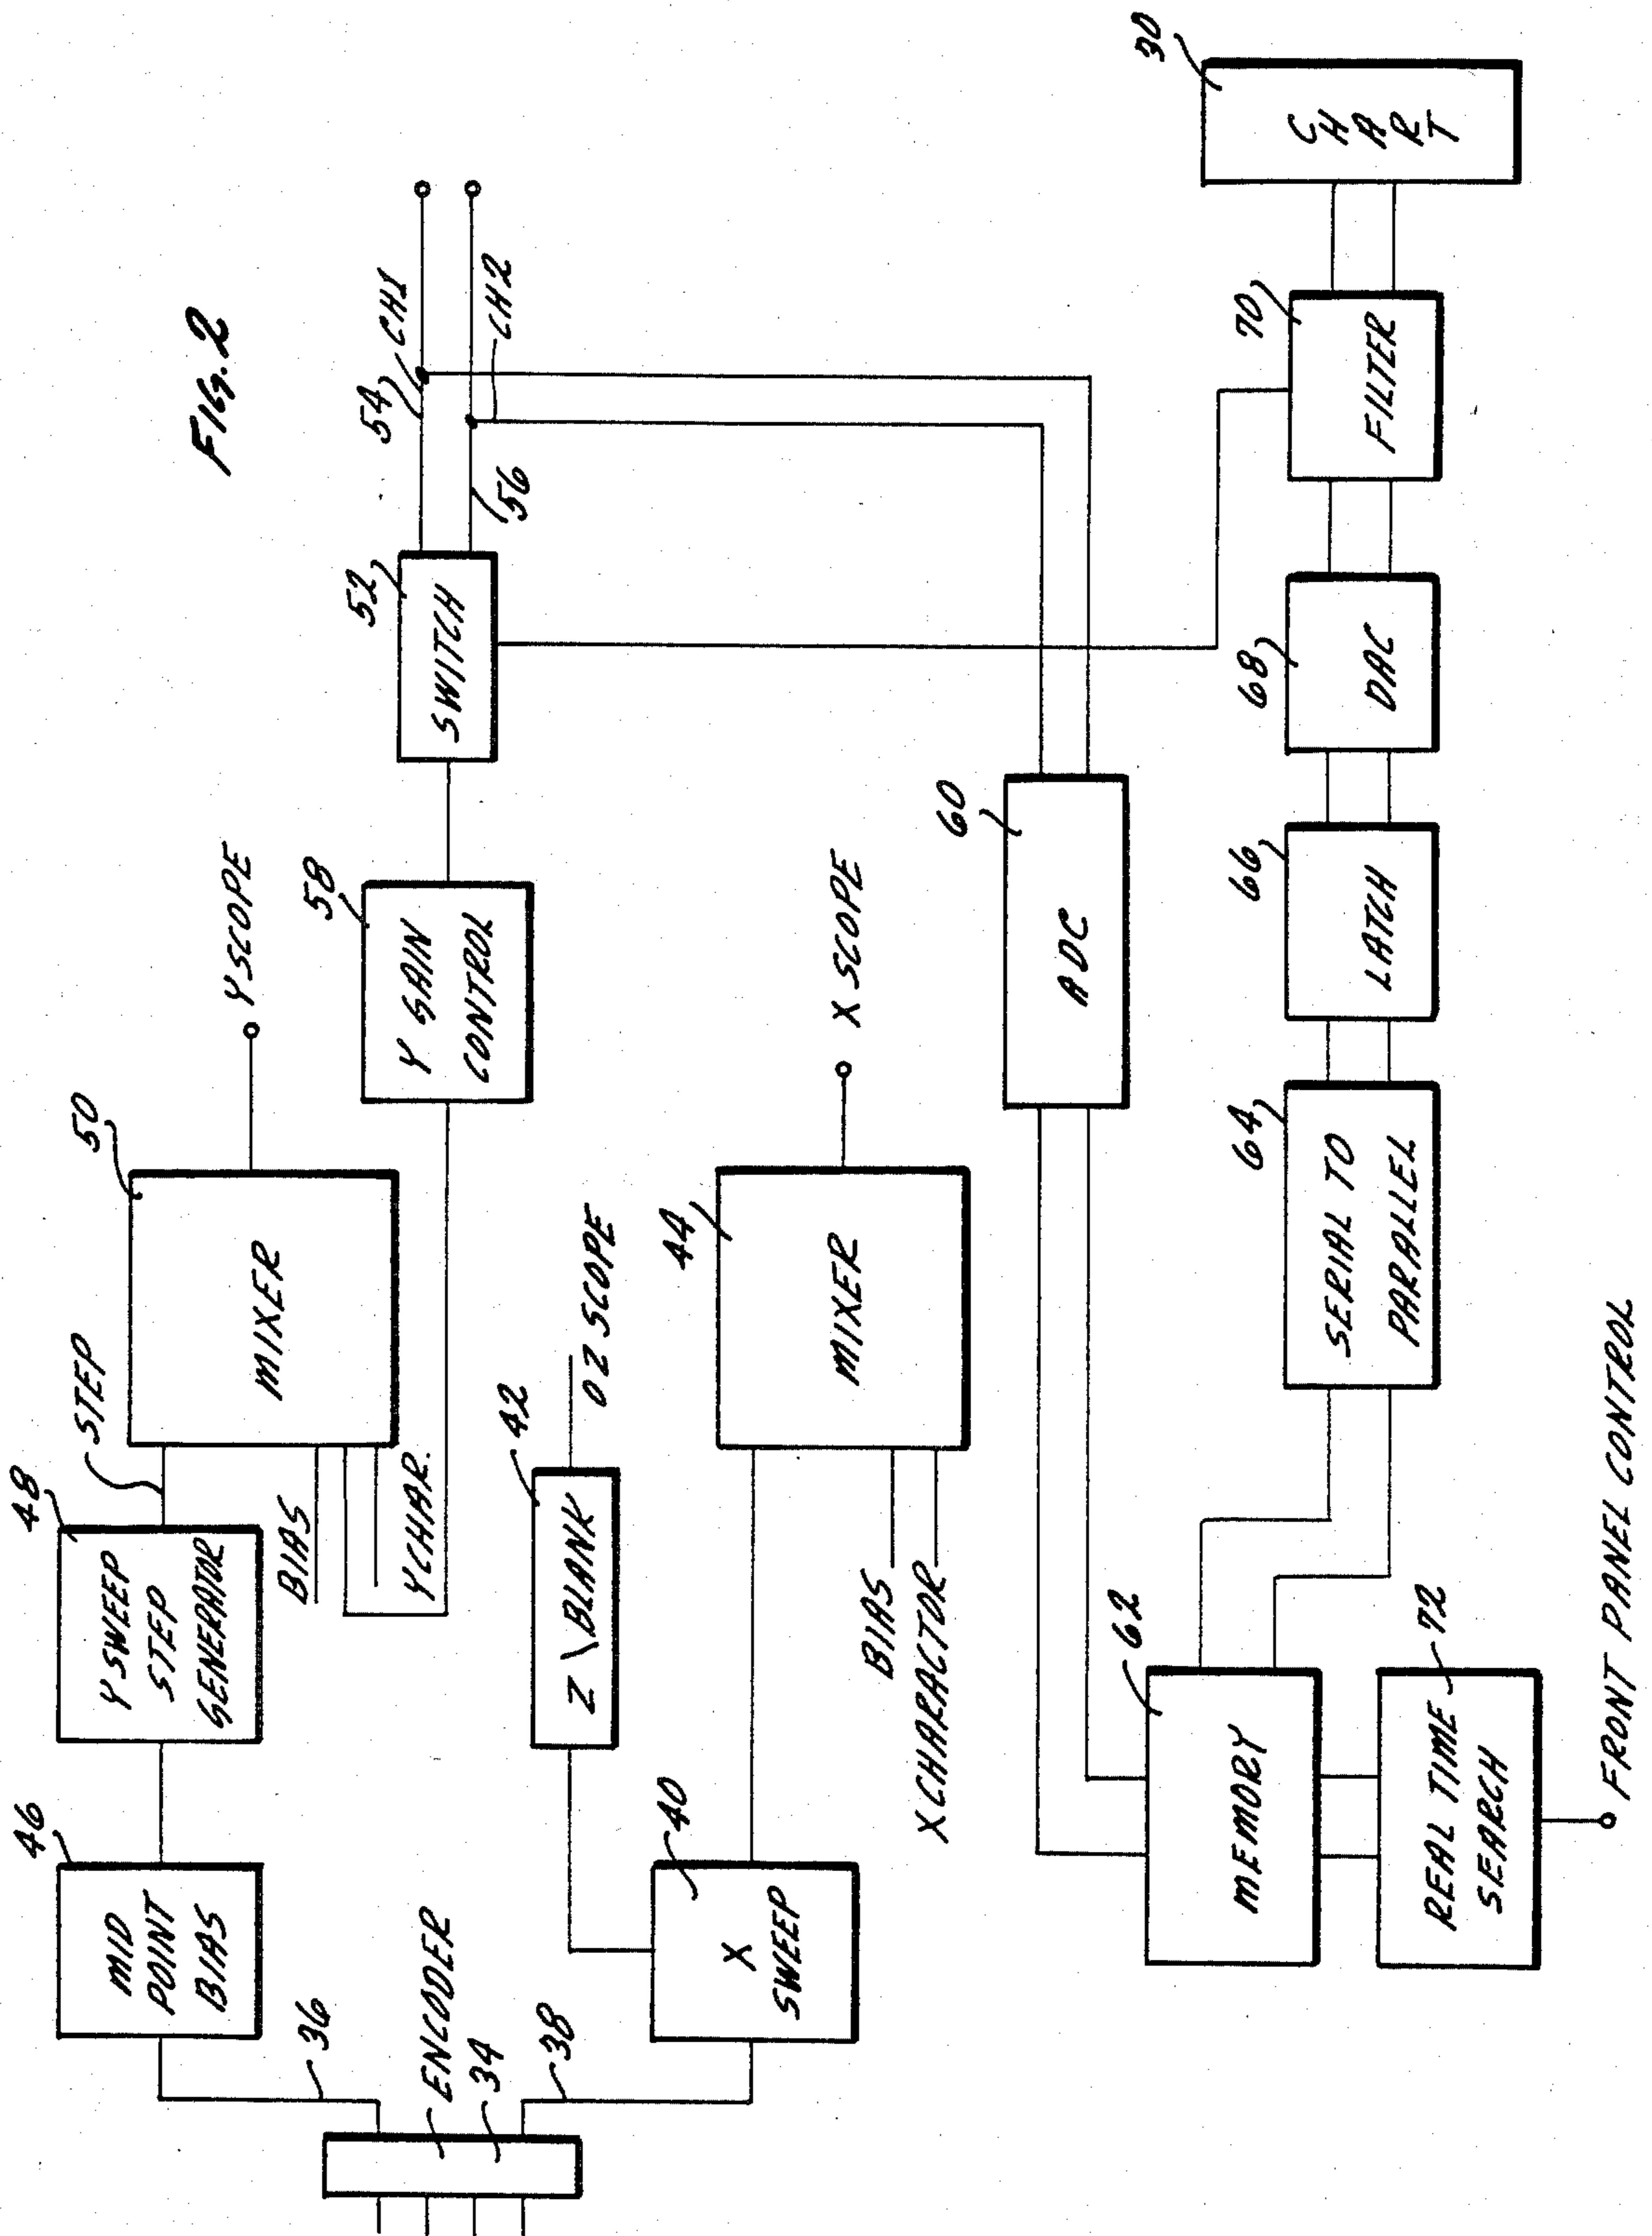 FIG. 2
46
MID
POINT
BIAS
48
Y SWEEP
STEP
GENERATOR
STEP
50
MIXER
Y SCOPE
BIAS
Y CHAR.
58
Y GAIN
CONTROL
52
SWITCH
54
CH1
56
CH2
36
ENCODER
34
38
42
Z \ BLANK
O Z SCOPE
40
X
SWEEP
44
MIXER
X SCOPE
BIAS
X CHARACTOR
60
ADC
62
MEMORY
72
REAL TIME
SEARCH
FRONT PANEL CONTROL
64
SERIAL TO
PARALLEL
66
LATCH
68
DAC
70
FILTER
30
CHART